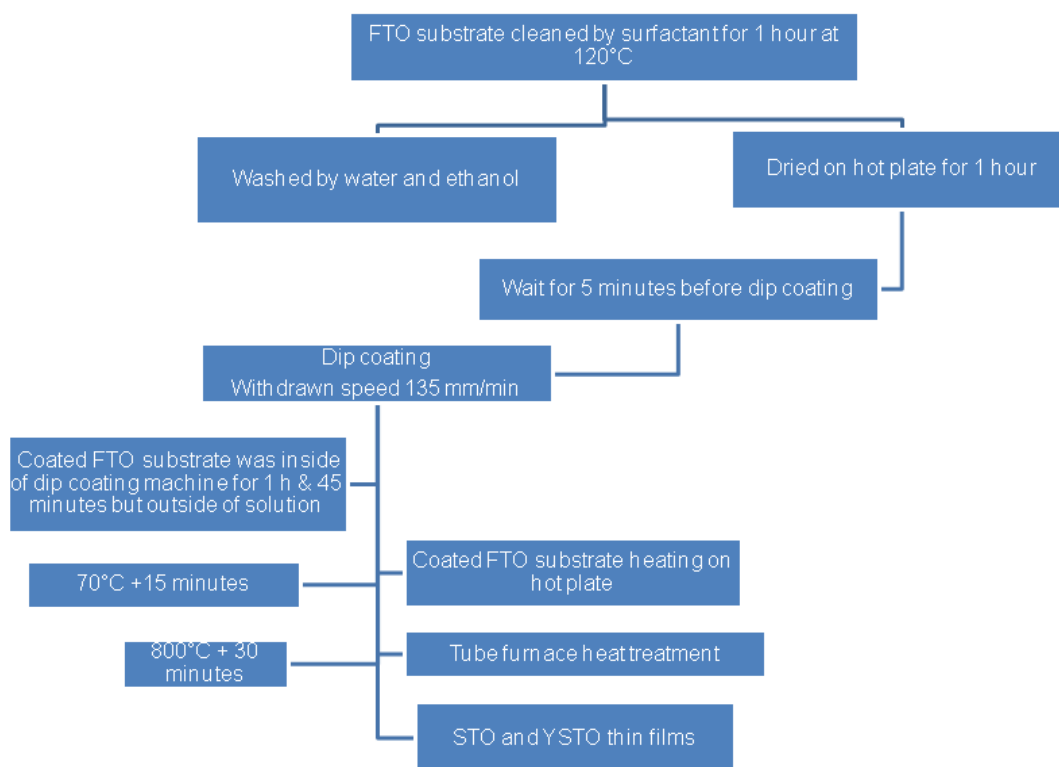 FTO substrate cleaned by surfactant for 1 hour at
120°C
Washed by water and ethanol
Dried on hot plate for 1 hour
Wait for 5 minutes before dip coating
Dip coating
Withdrawn speed 135 mm/min
Coated FTO substrate was inside
of dip coating machine for 1 h & 45
minutes but outside of solution
Coated FTO substrate heating on
hot plate
70°C +15 minutes
Tube furnace heat treatment
800°C + 30
minutes
STO and YSTO thin films